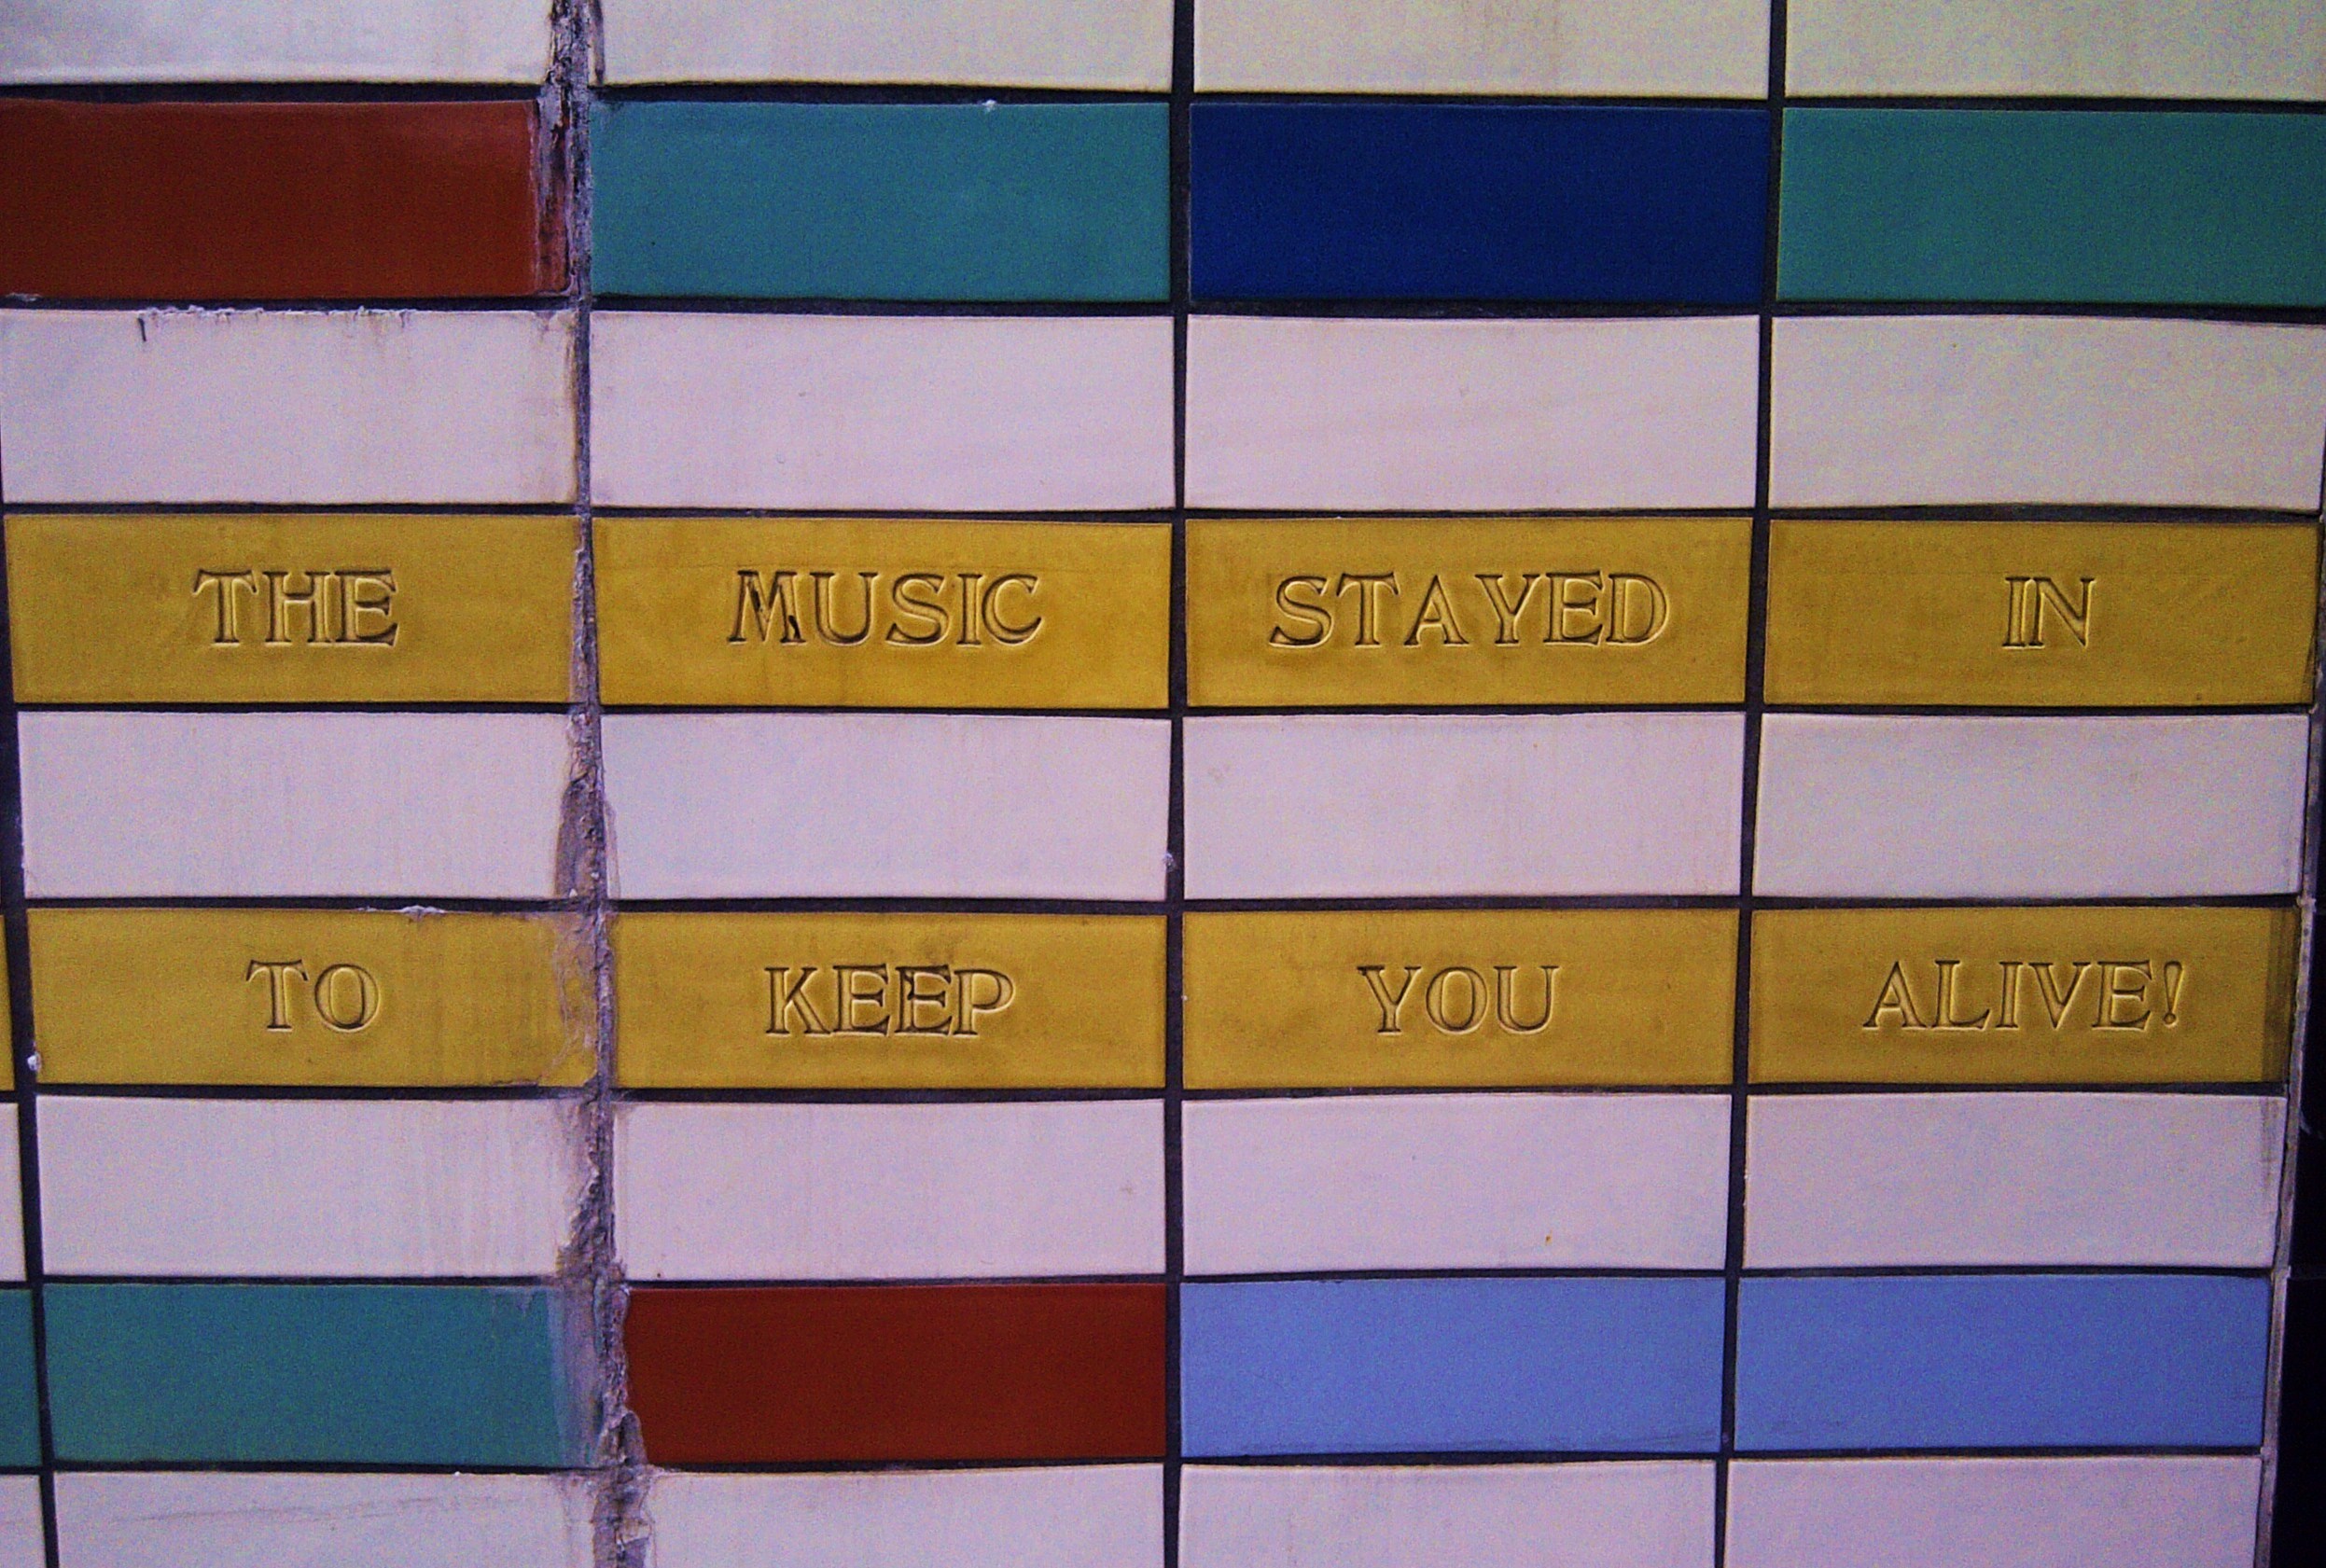 THE MUSIC STAYED IN
TO KEEP YOU ALIVE!